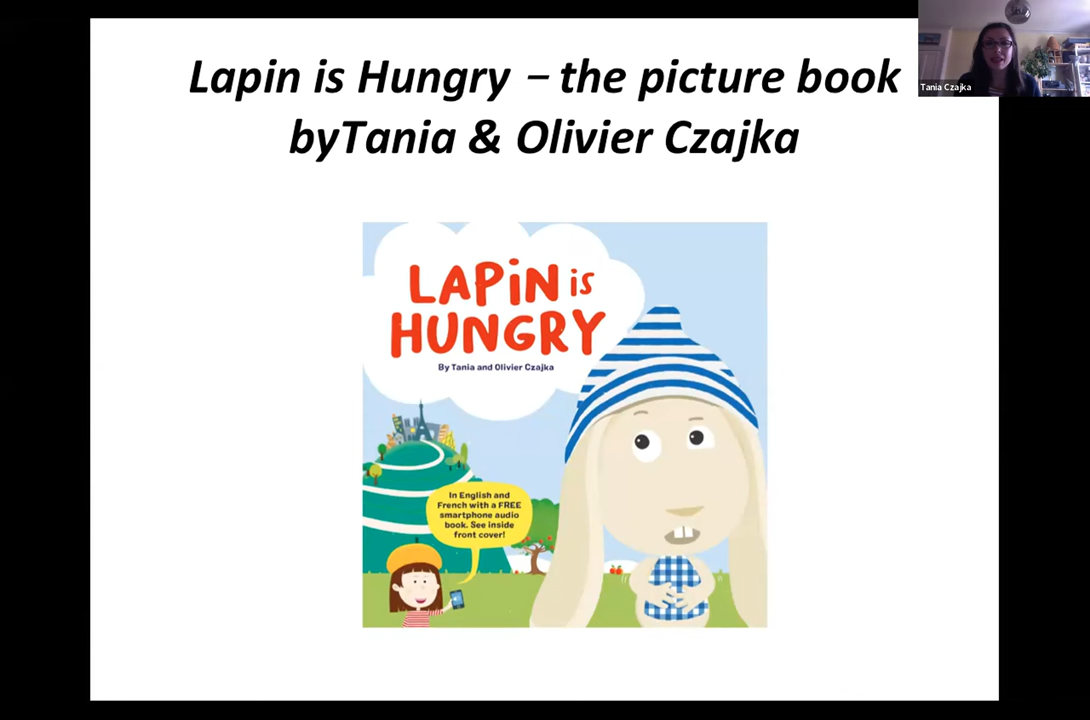 Lapin is Hungry – the picture book
byTania & Olivier Czajka
Tania Czajka
LAPiN is
HUNGRY
By Tania and Olivier Czajka
In English and
French with a FREE
smartphone audio
book. See inside
front cover!